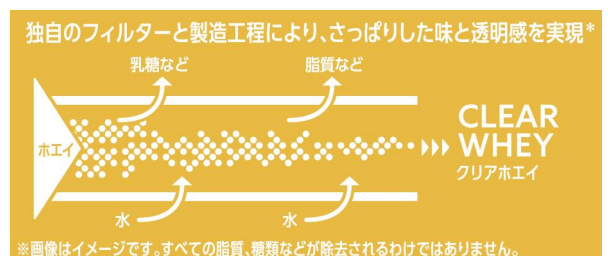 独自のフィルターと製造工程により、さっぱりした味と透明感を実現*
乳糖など
脂質など
ホエイ
CLEAR
WHEY
クリアホエイ
水
水
※画像はイメージです。すべての脂質、糖類などが除去されるわけではありません。